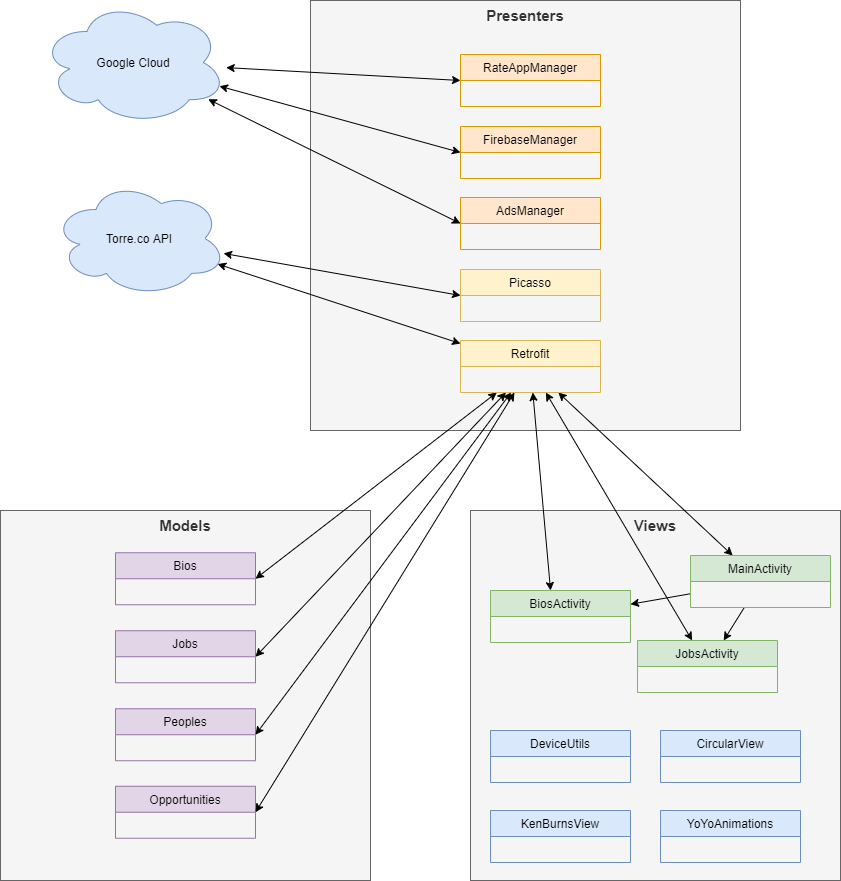 Presenters
Google Cloud
RateAppManager
FirebaseManager
AdsManager
Torre.co API
Picasso
Retrofit
Models
Bios
Jobs
Peoples
Opportunities
Views
MainActivity
BiosActivity
JobsActivity
DeviceUtils
CircularView
KenBurnsView
YoYoAnimations